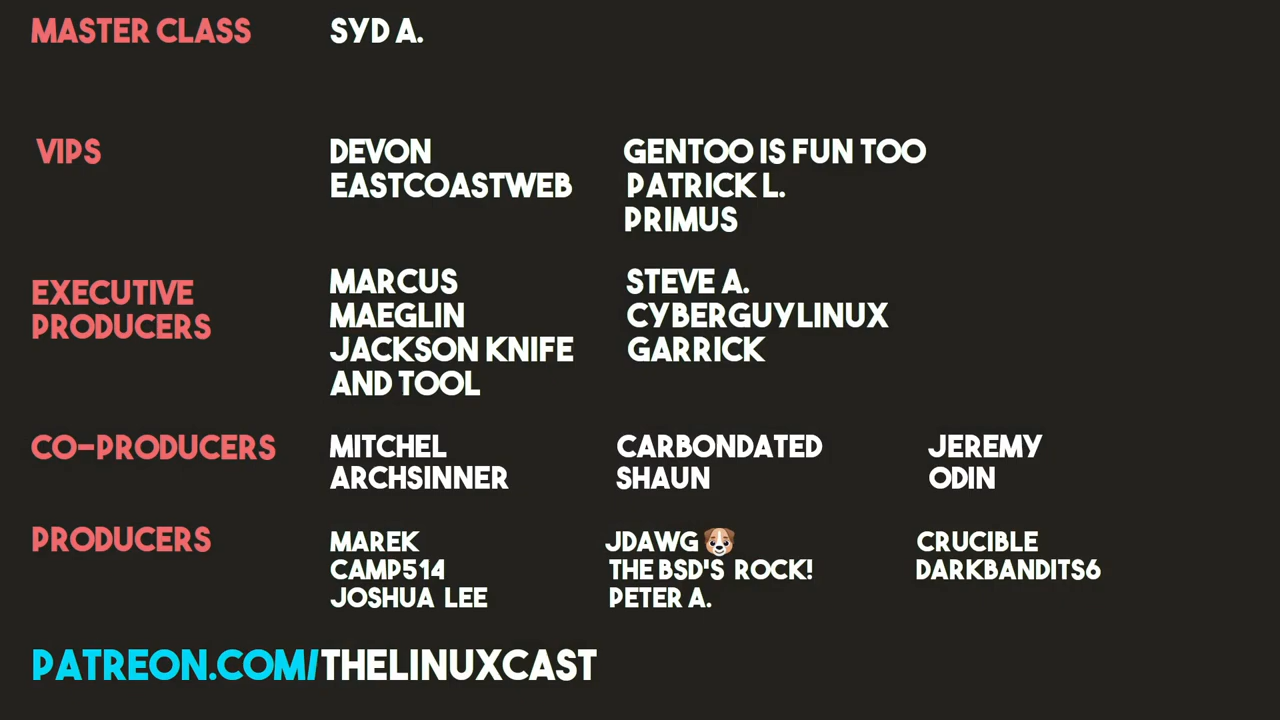 MASTER CLASS SYD A.
VIPS DEVON GENTOO IS FUN TOO
EASTCOASTWEB PATRICK L.
PRIMUS
EXECUTIVE PRODUCERS
MARCUS STEVE A.
MAEGLIN CYBERGUYLINUX
JACKSON KNIFE GARRICK
AND TOOL
CO-PRODUCERS MITCHEL CARBONDATED JEREMY
ARCHSINNER SHAUN ODIN
PRODUCERS MAREK JDAWG🐶 CRUCIBLE
CAMP514 THE BSD'S ROCK! DARKBANDITS6
JOSHUA LEE PETER A.
PATREON.COM/THELINUXCAST